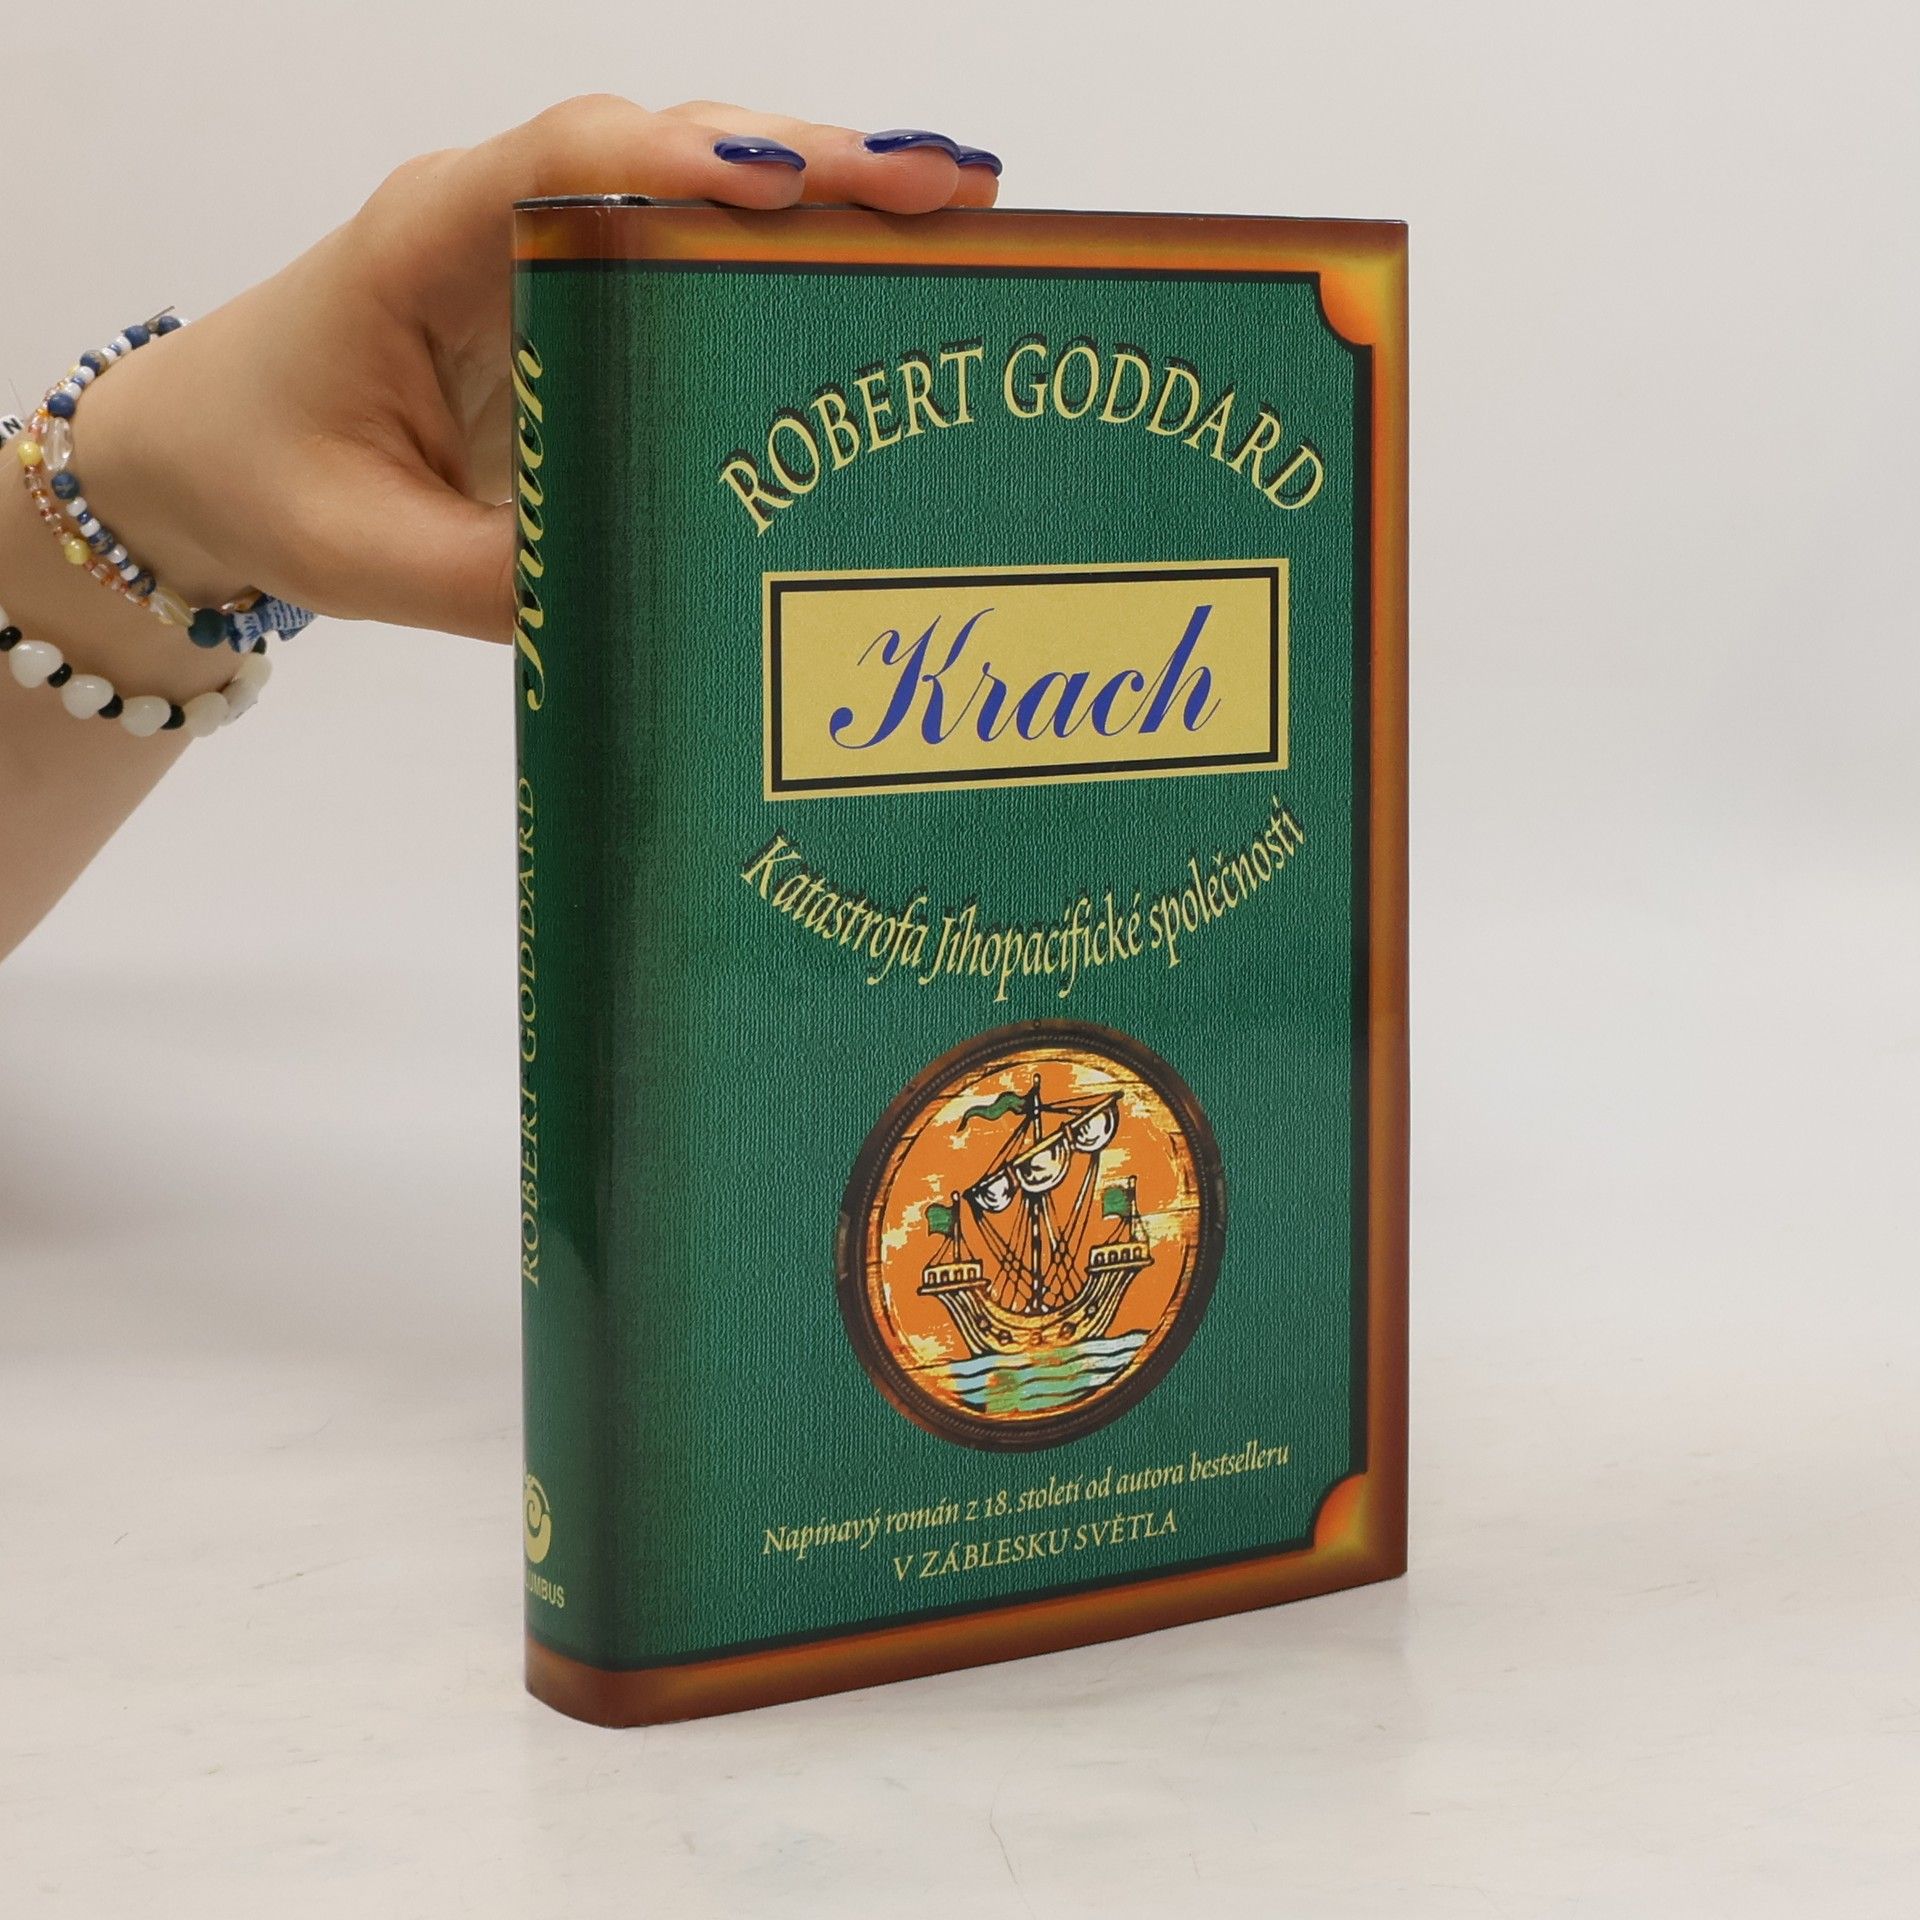 ROBERT GODDARD
Krach
Katastrofa Jihopacifické společnosti
Napínavý román z 18. století od autora bestselleru
V ZÁBLESKU SVĚTLA
Krach
ROBERT GODDARD
N